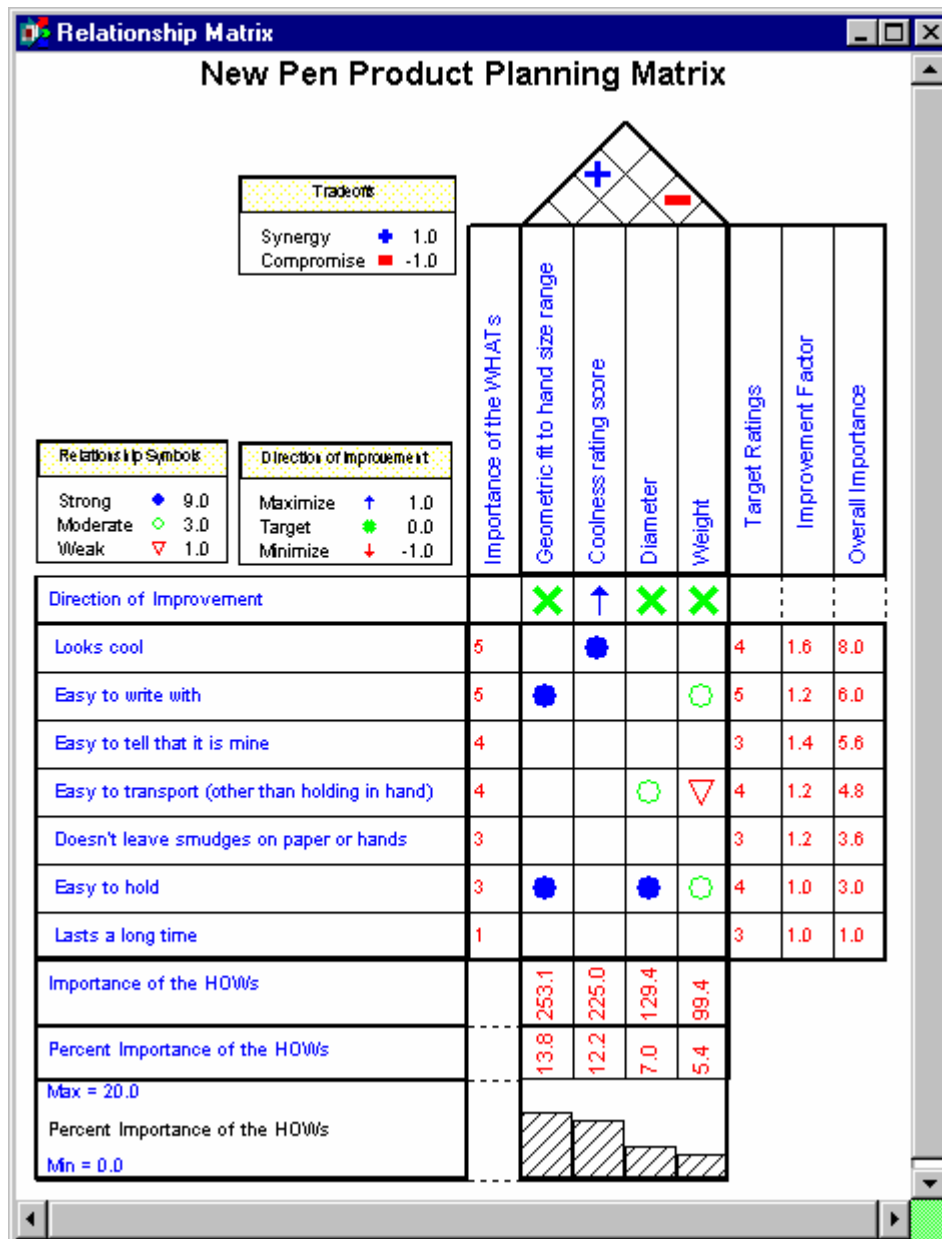 Relationship Matrix
New Pen Product Planning Matrix
Tradeoffs
Synergy 1.0
Compromise -1.0
Relationship Symbols
Strong 9.0
Moderate 3.0
Weak 1.0
Direction of Improvement
Maximize 1.0
Target 0.0
Minimize -1.0
Importance of the WHATs
Geometric fit to hand size range
Coolness rating score
Diameter
Weight
Target Ratings
Improvement Factor
Overall Importance
Direction of Improvement
Looks cool 5 4 1.6 8.0
Easy to write with 5 5 1.2 6.0
Easy to tell that it is mine 4 3 1.4 5.6
Easy to transport (other than holding in hand) 4 4 1.2 4.8
Doesn't leave smudges on paper or hands 3 3 1.2 3.6
Easy to hold 3 4 1.0 3.0
Lasts a long time 1 3 1.0 1.0
Importance of the HOWs 253.1 225.0 129.4 99.4
Percent Importance of the HOWs 13.8 12.2 7.0 5.4
Max = 20.0
Percent Importance of the HOWs
Min = 0.0